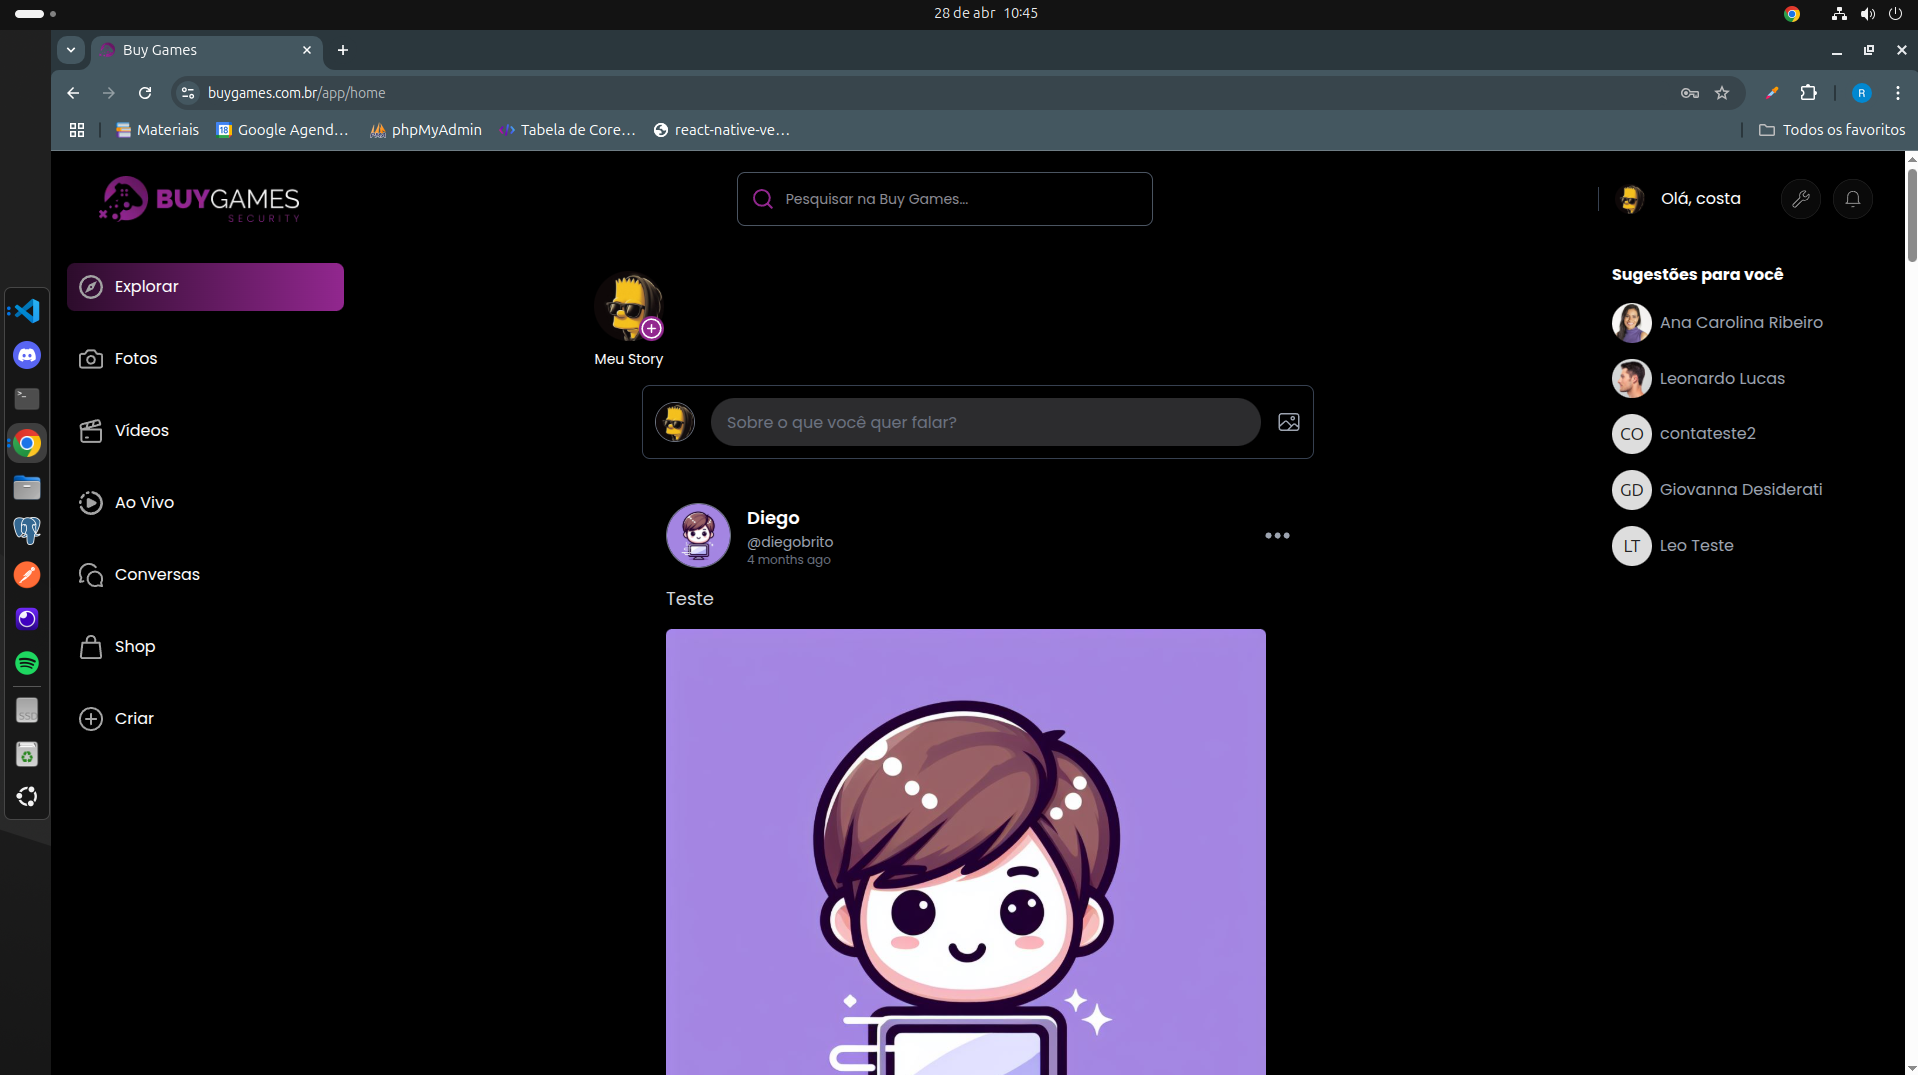 28 de abr 10:45
Buy Games
buygames.com.br/app/home
R
Materiais
18 Google Agend...
phpMyAdmin
Tabela de Core...
react-native-ve...
Todos os favoritos
BUYGAMES
SECURITY
Pesquisar na Buy Games...
Olá, costa
Explorar
Fotos
Vídeos
Ao Vivo
Conversas
Shop
Criar
Meu Story
Sobre o que você quer falar?
Diego
@diegobrito
4 months ago
Teste
Sugestões para você
Ana Carolina Ribeiro
Leonardo Lucas
CO contateste2
GD Giovanna Desiderati
LT Leo Teste
SSD